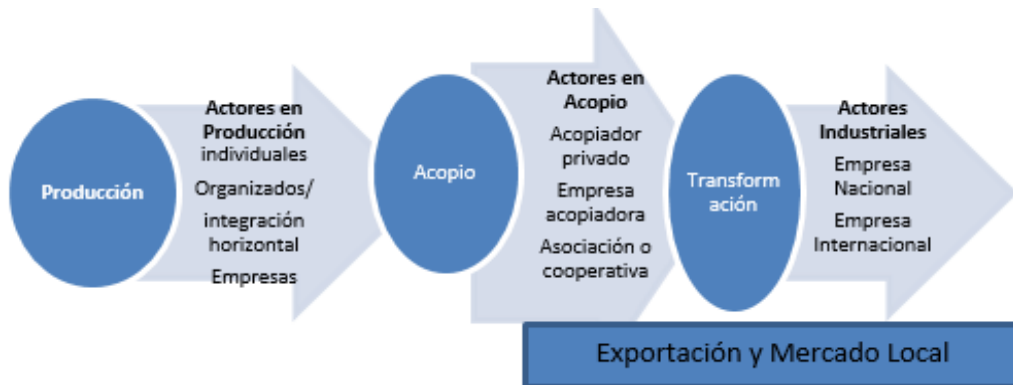 Producción
Actores en
Producción
individuales
Organizados/
integración
horizontal
Empresas
Acopio
Actores en
Acopio
Acopiador
privado
Empresa
acopiadora
Asociación o
cooperativa
Transform
ación
Actores
Industriales
Empresa
Nacional
Empresa
Internacional
Exportación y Mercado Local